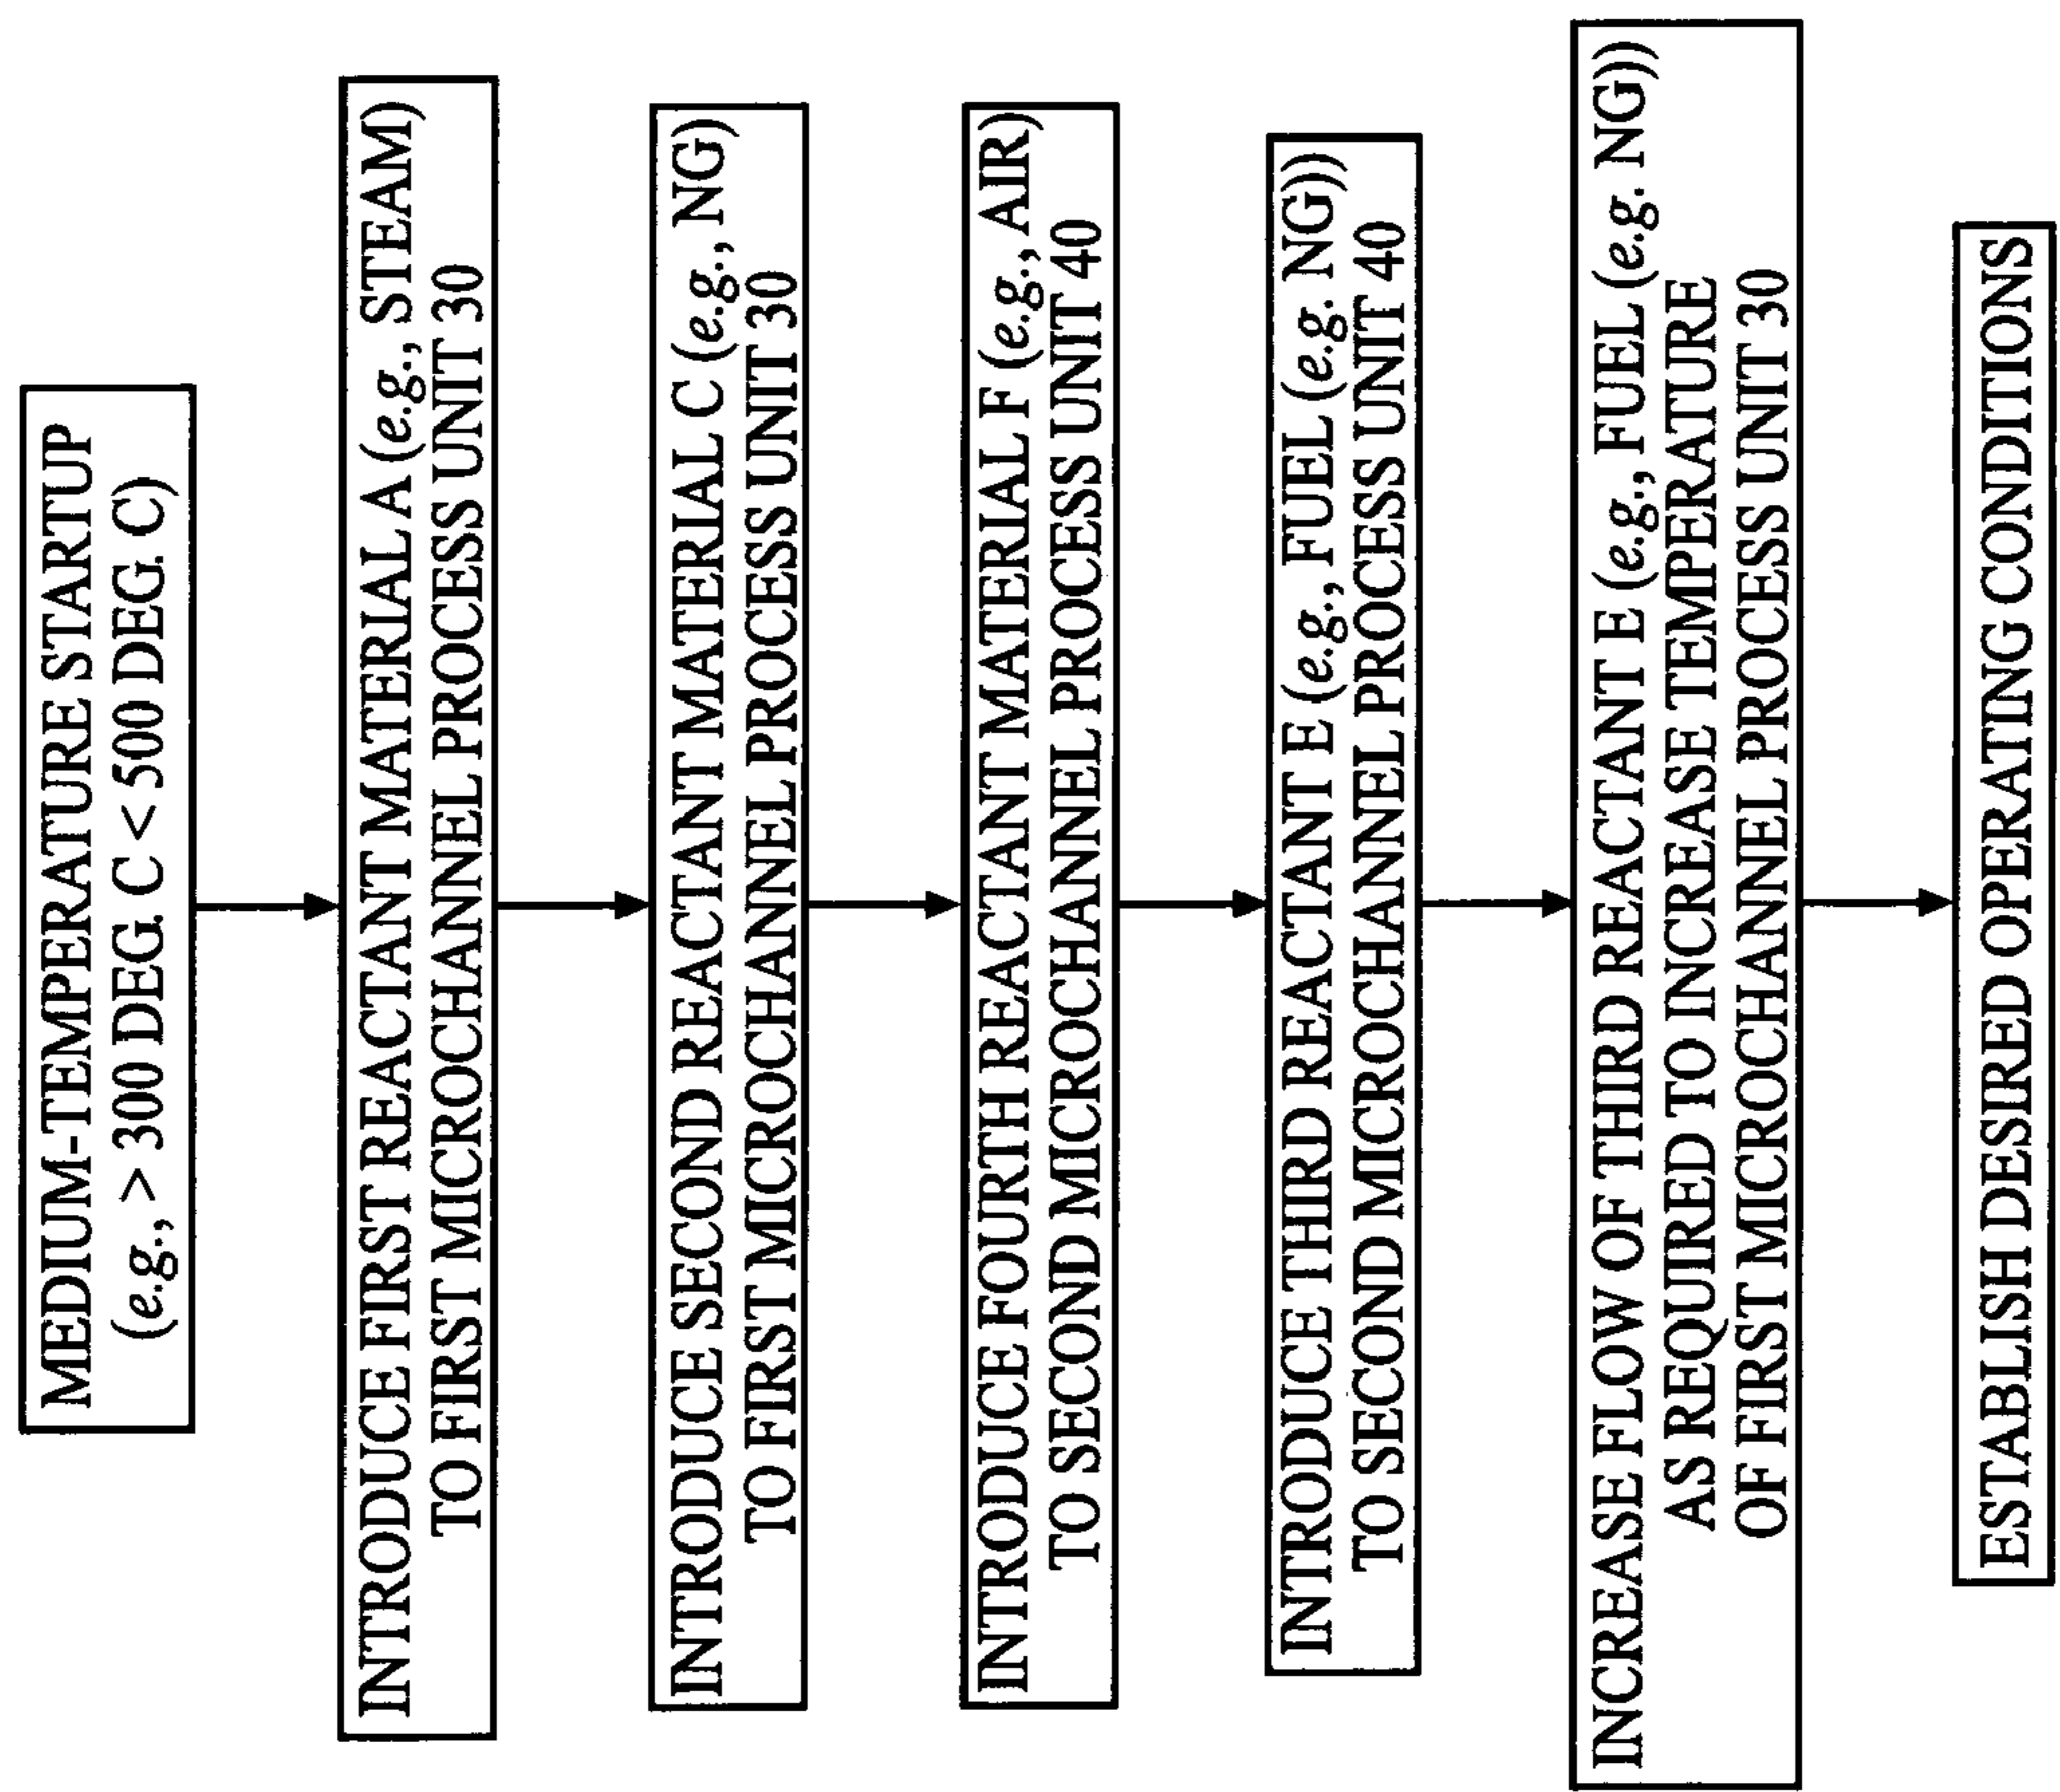 MEDIUM-TEMPERATURE STARTUP
(e.g., > 300 DEG. C < 500 DEG. C)
INTRODUCE FIRST REACTANT MATERIAL A (e.g., STEAM)
TO FIRST MICROCHANNEL PROCESS UNIT 30
INTRODUCE SECOND REACTANT MATERIAL C (e.g., NG)
TO FIRST MICROCHANNEL PROCESS UNIT 30
INTRODUCE FOURTH REACTANT MATERIAL F (e.g., AIR)
TO SECOND MICROCHANNEL PROCESS UNIT 40
INTRODUCE THIRD REACTANT E (e.g., FUEL (e.g. NG))
TO SECOND MICROCHANNEL PROCESS UNIT 40
INCREASE FLOW OF THIRD REACTANT E (e.g., FUEL (e.g. NG))
AS REQUIRED TO INCREASE TEMPERATURE
OF FIRST MICROCHANNEL PROCESS UNIT 30
ESTABLISH DESIRED OPERATING CONDITIONS